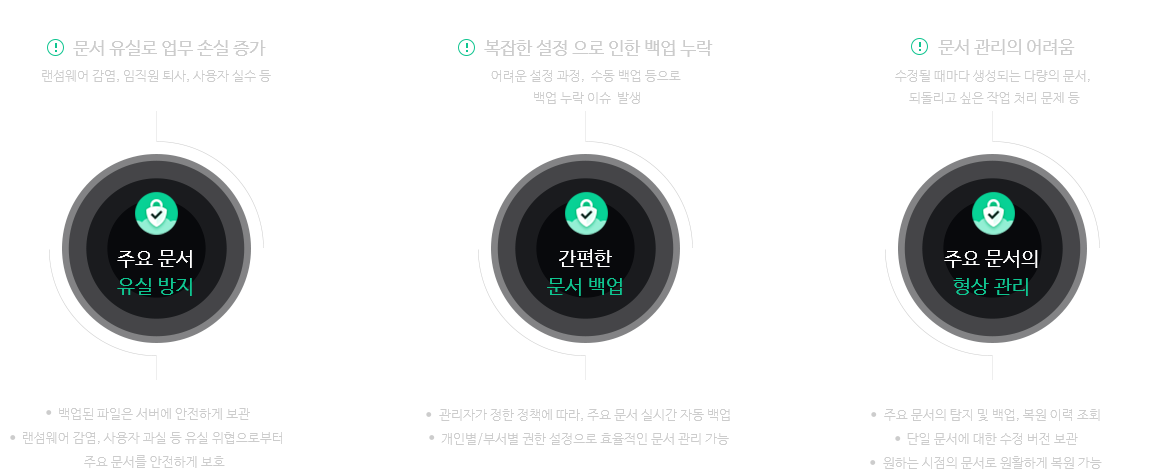 문서 유실로 업무 손실 증가
랜섬웨어 감염, 임직원 퇴사, 사용자 실수 등
주요 문서
유실 방지
백업된 파일은 서버에 안전하게 보관
랜섬웨어 감염, 사용자 과실 등 유실 위협으로부터
주요 문서를 안전하게 보호
복잡한 설정 으로 인한 백업 누락
어려운 설정 과정, 수동 백업 등으로
백업 누락 이슈 발생
간편한
문서 백업
관리자가 정한 정책에 따라, 주요 문서 실시간 자동 백업
개인별/부서별 권한 설정으로 효율적인 문서 관리 가능
문서 관리의 어려움
수정될 때마다 생성되는 다량의 문서,
되돌리고 싶은 작업 처리 문제 등
주요 문서의
형상 관리
주요 문서의 탐지 및 백업, 복원 이력 조회
단일 문서에 대한 수정 버전 보관
원하는 시점의 문서로 원활하게 복원 가능